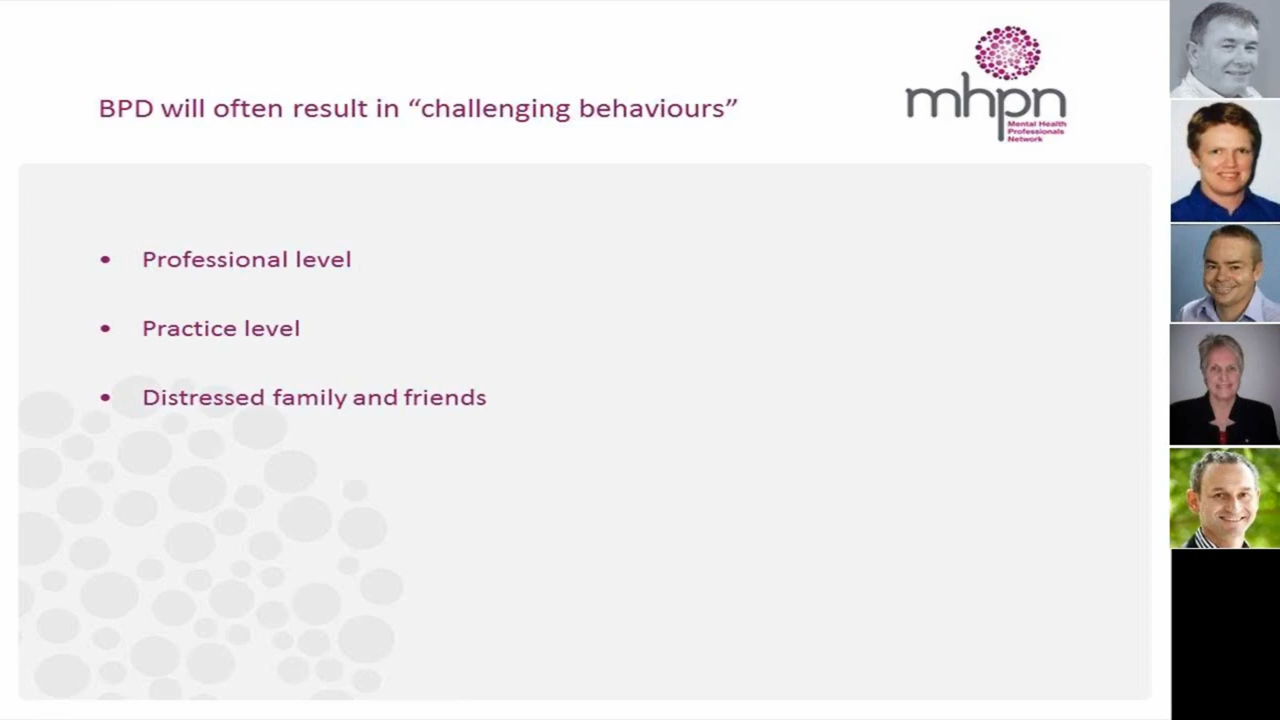 BPD will often result in “challenging behaviours”
mhpn
Mental Health
Professionals
Network
• Professional level
• Practice level
• Distressed family and friends